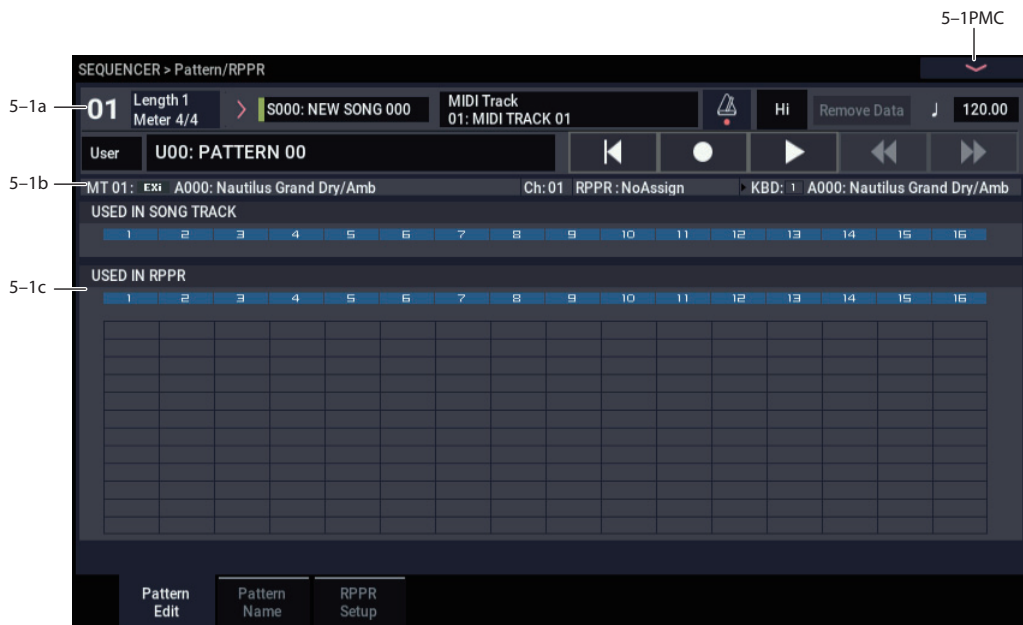 5–1PMC
SEQUENCER > Pattern/RPPR
5–1a
01
Length 1
Meter 4/4
S000: NEW SONG 000
MIDI Track
01: MIDI TRACK 01
Hi
Remove Data
♩
120.00
User
U00: PATTERN 00
5–1b
MT 01: EXi A000: Nautilus Grand Dry/Amb
Ch: 01 RPPR : NoAssign
KBD: 1 A000: Nautilus Grand Dry/Amb
USED IN SONG TRACK
1 2 3 4 5 6 7 8 9 10 11 12 13 14 15 16
5–1c
USED IN RPPR
1 2 3 4 5 6 7 8 9 10 11 12 13 14 15 16
Pattern
Edit
Pattern
Name
RPPR
Setup